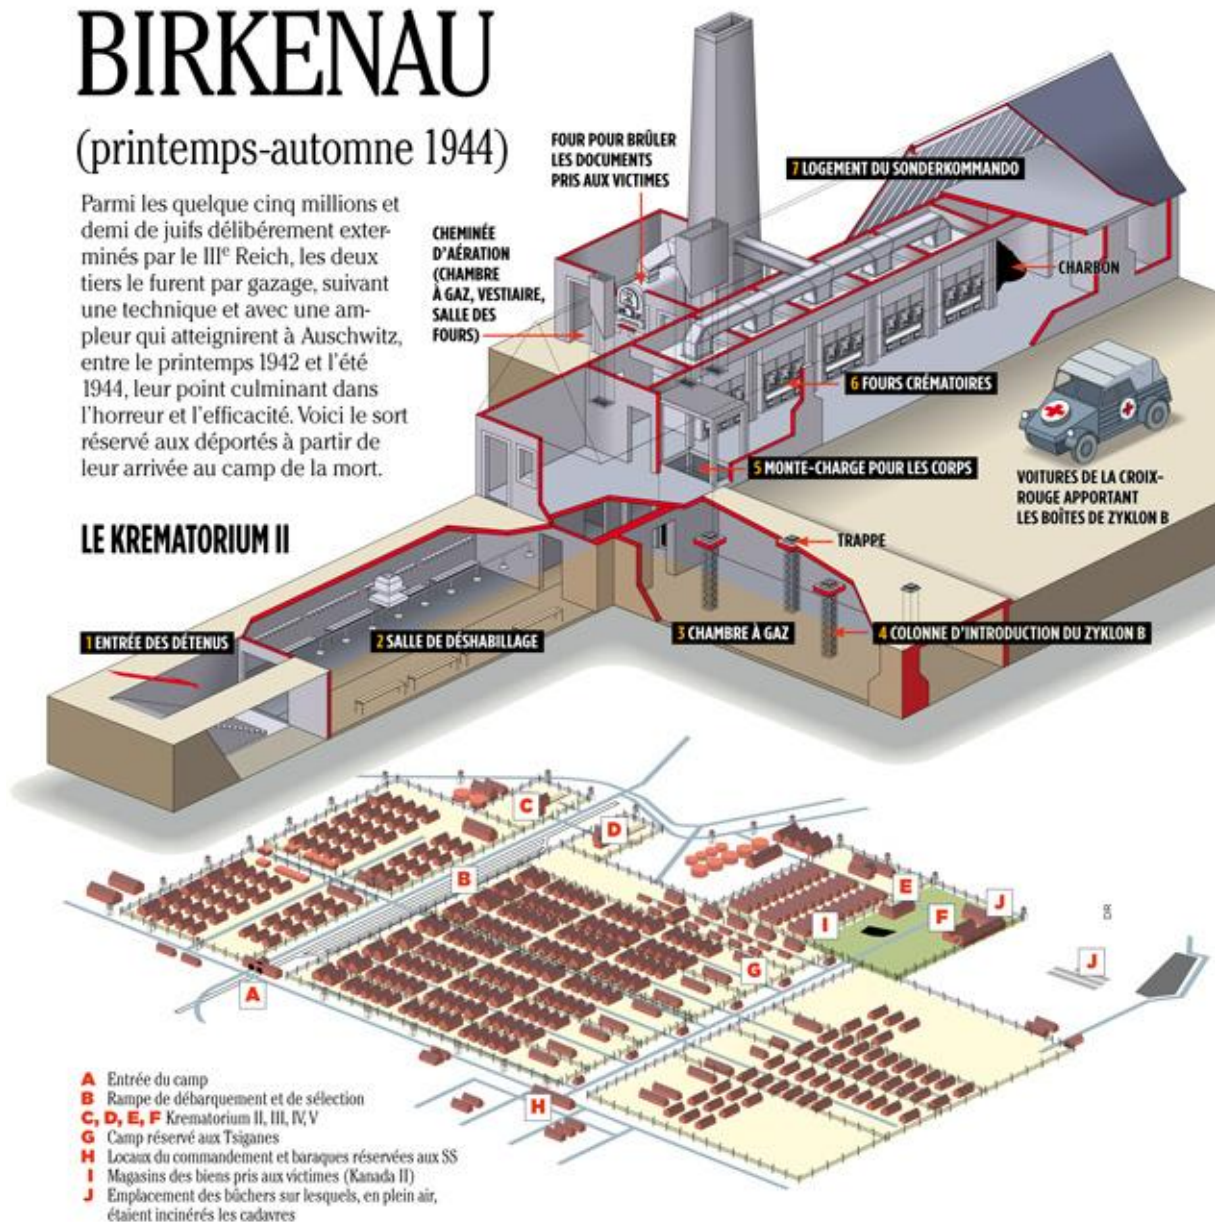 BIRKENAU
(printemps-automne 1944)
Parmi les quelque cinq millions et
demi de juifs délibérement exter-
minés par le IIIe Reich, les deux
tiers le furent par gazage, suivant
une technique et avec une am-
pleur qui atteignirent à Auschwitz,
entre le printemps 1942 et l'été
1944, leur point culminant dans
l'horreur et l'efficacité. Voici le sort
réservé aux déportés à partir de
leur arrivée au camp de la mort.
LE KREMATORIUM II
FOUR POUR BRÛLER
LES DOCUMENTS
PRIS AUX VICTIMES
CHEMINÉE
D'AÉRATION
(CHAMBRE
À GAZ, VESTIAIRE,
SALLE DES
FOURS)
7 LOGEMENT DU SONDERKOMMANDO
CHARBON
6 FOURS CRÉMATOIRES
5 MONTE-CHARGE POUR LES CORPS
VOITURES DE LA CROIX-
ROUGE APPORTANT
LES BOÎTES DE ZYKLON B
TRAPPE
1 ENTRÉE DES DÉTENUS
2 SALLE DE DÉSHABILLAGE
3 CHAMBRE À GAZ
4 COLONNE D'INTRODUCTION DU ZYKLON B
C
D
B
E
J
F
I
DR
G
J
A
H
A Entrée du camp
B Rampe de débarquement et de sélection
C, D, E, F Krematorium II, III, IV, V
G Camp réservé aux Tsiganes
H Locaux du commandement et baraques réservées aux SS
I Magasins des biens pris aux victimes (Kanada II)
J Emplacement des bûchers sur lesquels, en plein air,
étaient incinérés les cadavres